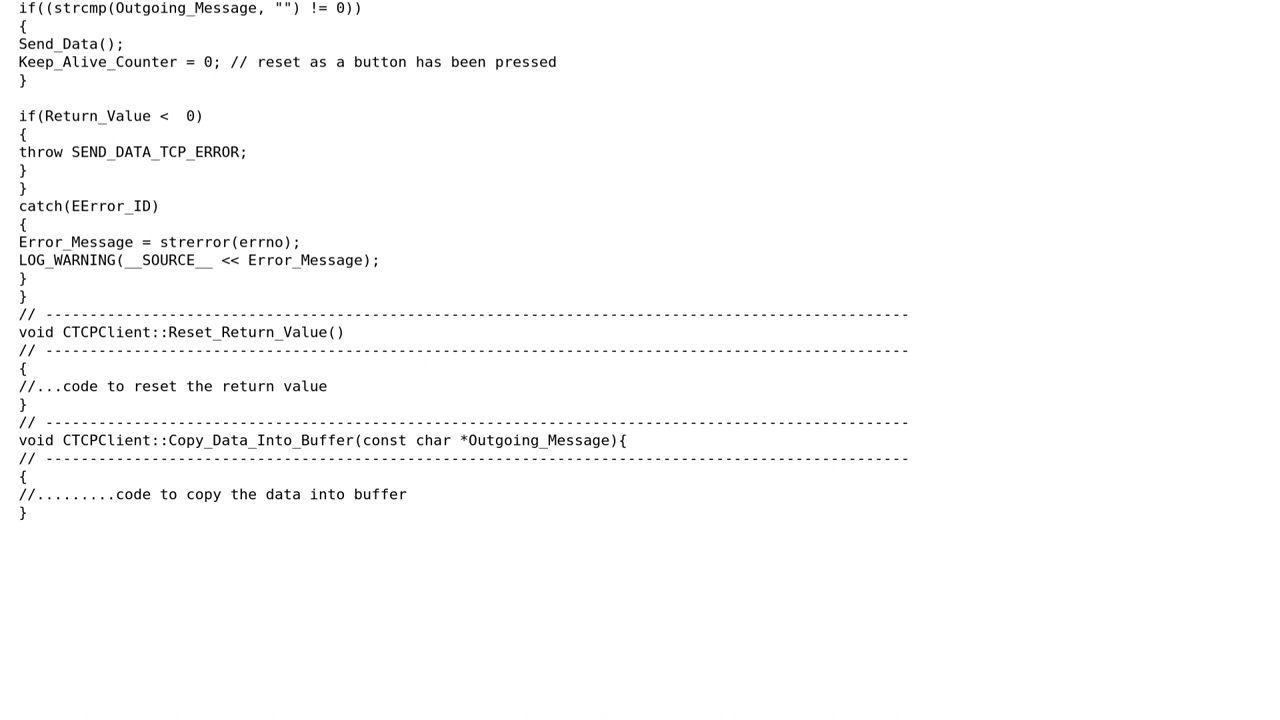 if((strcmp(Outgoing_Message, "") != 0))
{
Send_Data();
Keep_Alive_Counter = 0; // reset as a button has been pressed
}
if(Return_Value <  0)
{
throw SEND_DATA_TCP_ERROR;
}
}
catch(EError_ID)
{
Error_Message = strerror(errno);
LOG_WARNING(__SOURCE__ << Error_Message);
}
}
// --------------------------------------------------------------------------------------------------
void CTCPClient::Reset_Return_Value()
// --------------------------------------------------------------------------------------------------
{
//...code to reset the return value
}
// --------------------------------------------------------------------------------------------------
void CTCPClient::Copy_Data_Into_Buffer(const char *Outgoing_Message){
// --------------------------------------------------------------------------------------------------
{
//.........code to copy the data into buffer
}